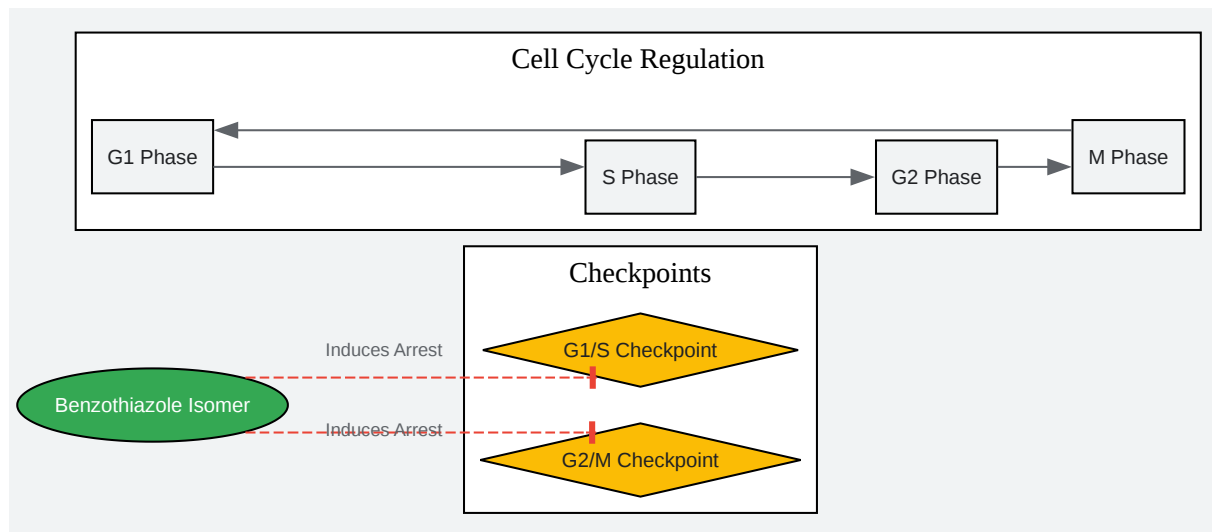 Cell Cycle Regulation
G1 Phase
S Phase
G2 Phase
M Phase
Checkpoints
Induces Arrest
G1/S Checkpoint
Benzothiazole Isomer
Induces Arrest
G2/M Checkpoint